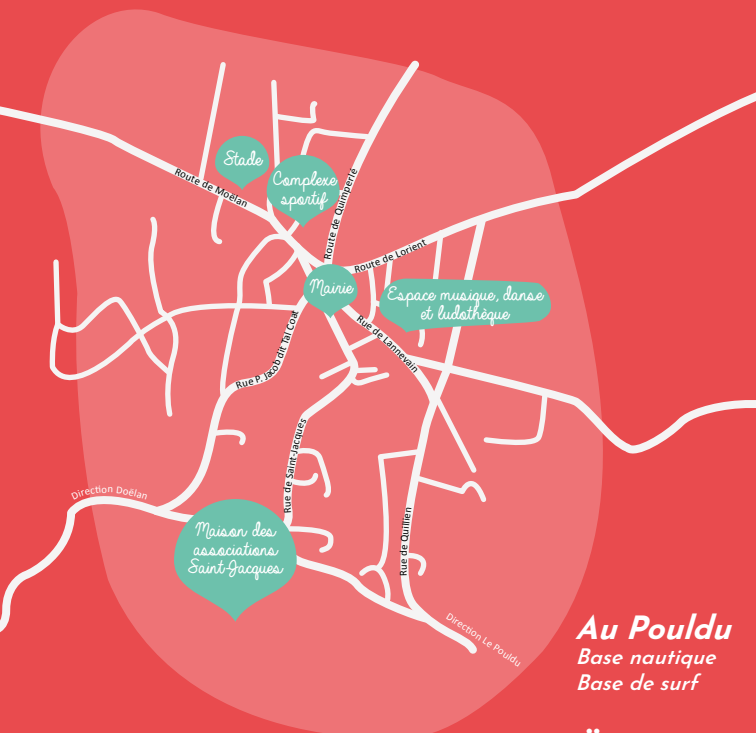 Stade
Complexe
sportif
Route de Moëlan
Route de Quimperlé
Route de Lorient
Mairie
Espace musique, danse
et ludothèque
Rue de Lannevain
Rue P. Jacob dit Tal Coat
Rue de Saint-Jacques
Direction Doëlan
Maison des
associations
Saint-Jacques
Rue de Quillien
Direction Le Pouldu
Au Pouldu
Base nautique
Base de surf